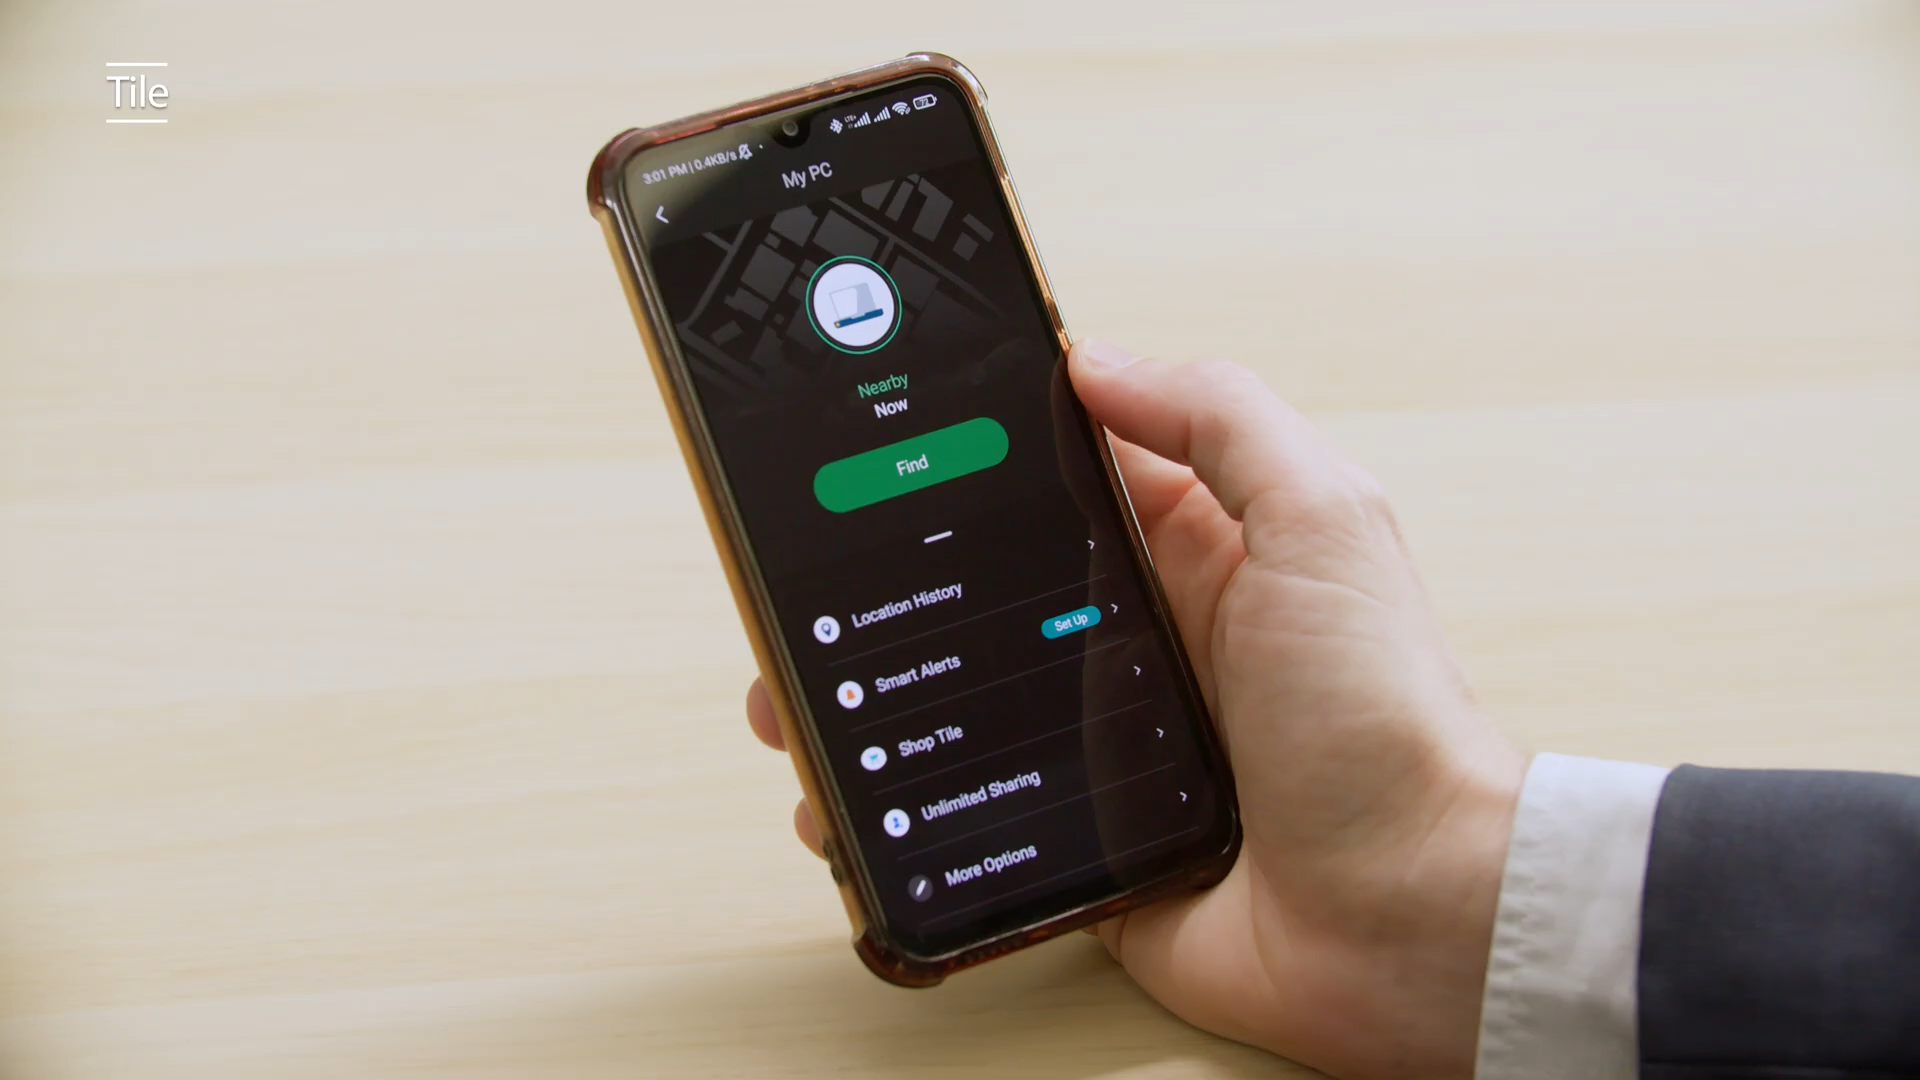 Tile
3:01 PM | 0.4KB/s
My PC
Nearby
Now
Find
Location History
Smart Alerts
Set Up
Shop Tile
Unlimited Sharing
More Options